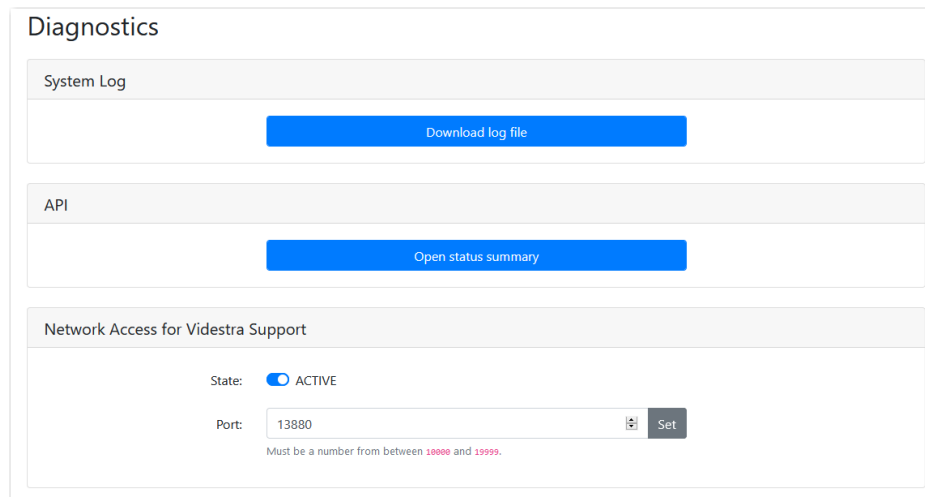 Diagnostics
System Log
Download log file
API
Open status summary
Network Access for Videstra Support
State: ACTIVE
Port: 13880 Set
Must be a number from between 10000 and 19999.